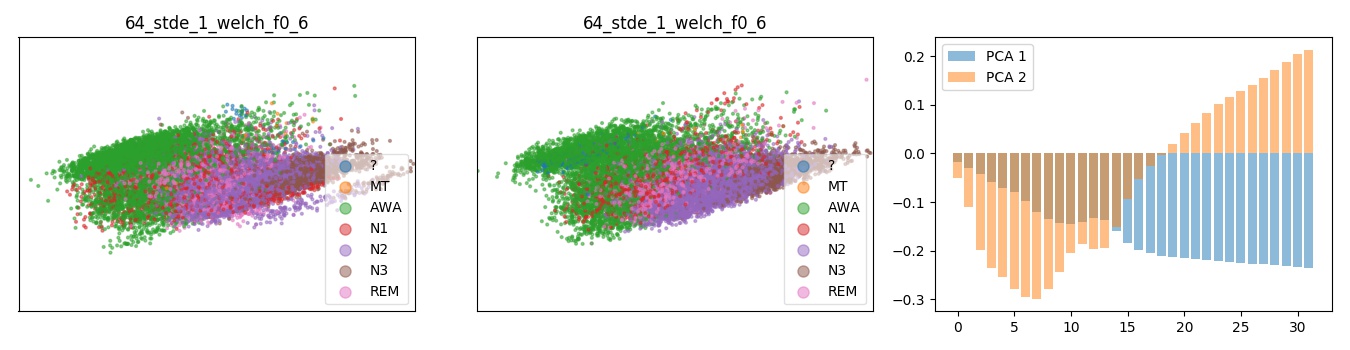 64_stde_1_welch_f0_6
?
MT
AWA
N1
N2
N3
REM
64_stde_1_welch_f0_6
?
MT
AWA
N1
N2
N3
REM
PCA 1
PCA 2
0.2
0.1
0.0
−0.1
−0.2
−0.3
0 5 10 15 20 25 30